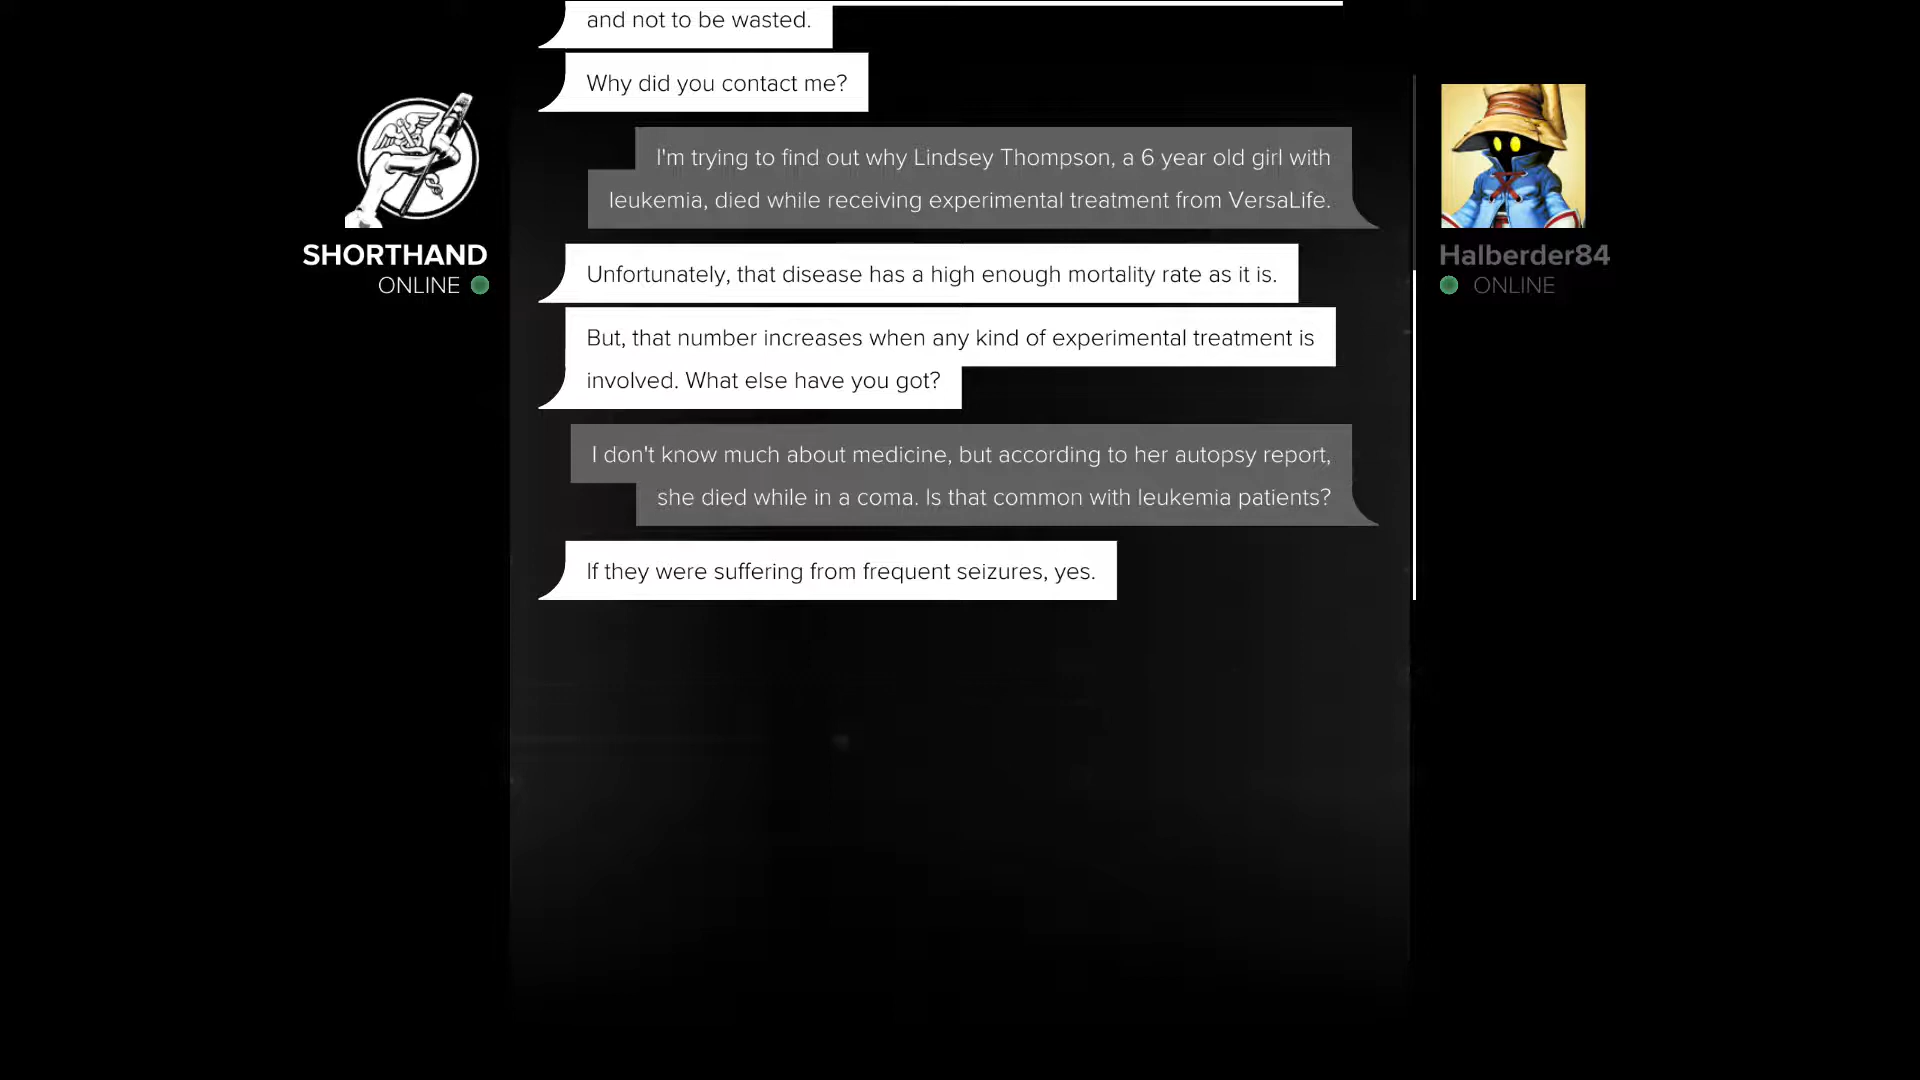 and not to be wasted.
Why did you contact me?
I'm trying to find out why Lindsey Thompson, a 6 year old girl with
leukemia, died while receiving experimental treatment from VersaLife.
SHORTHAND
ONLINE
Halberder84
ONLINE
Unfortunately, that disease has a high enough mortality rate as it is.
But, that number increases when any kind of experimental treatment is
involved. What else have you got?
I don't know much about medicine, but according to her autopsy report,
she died while in a coma. Is that common with leukemia patients?
If they were suffering from frequent seizures, yes.